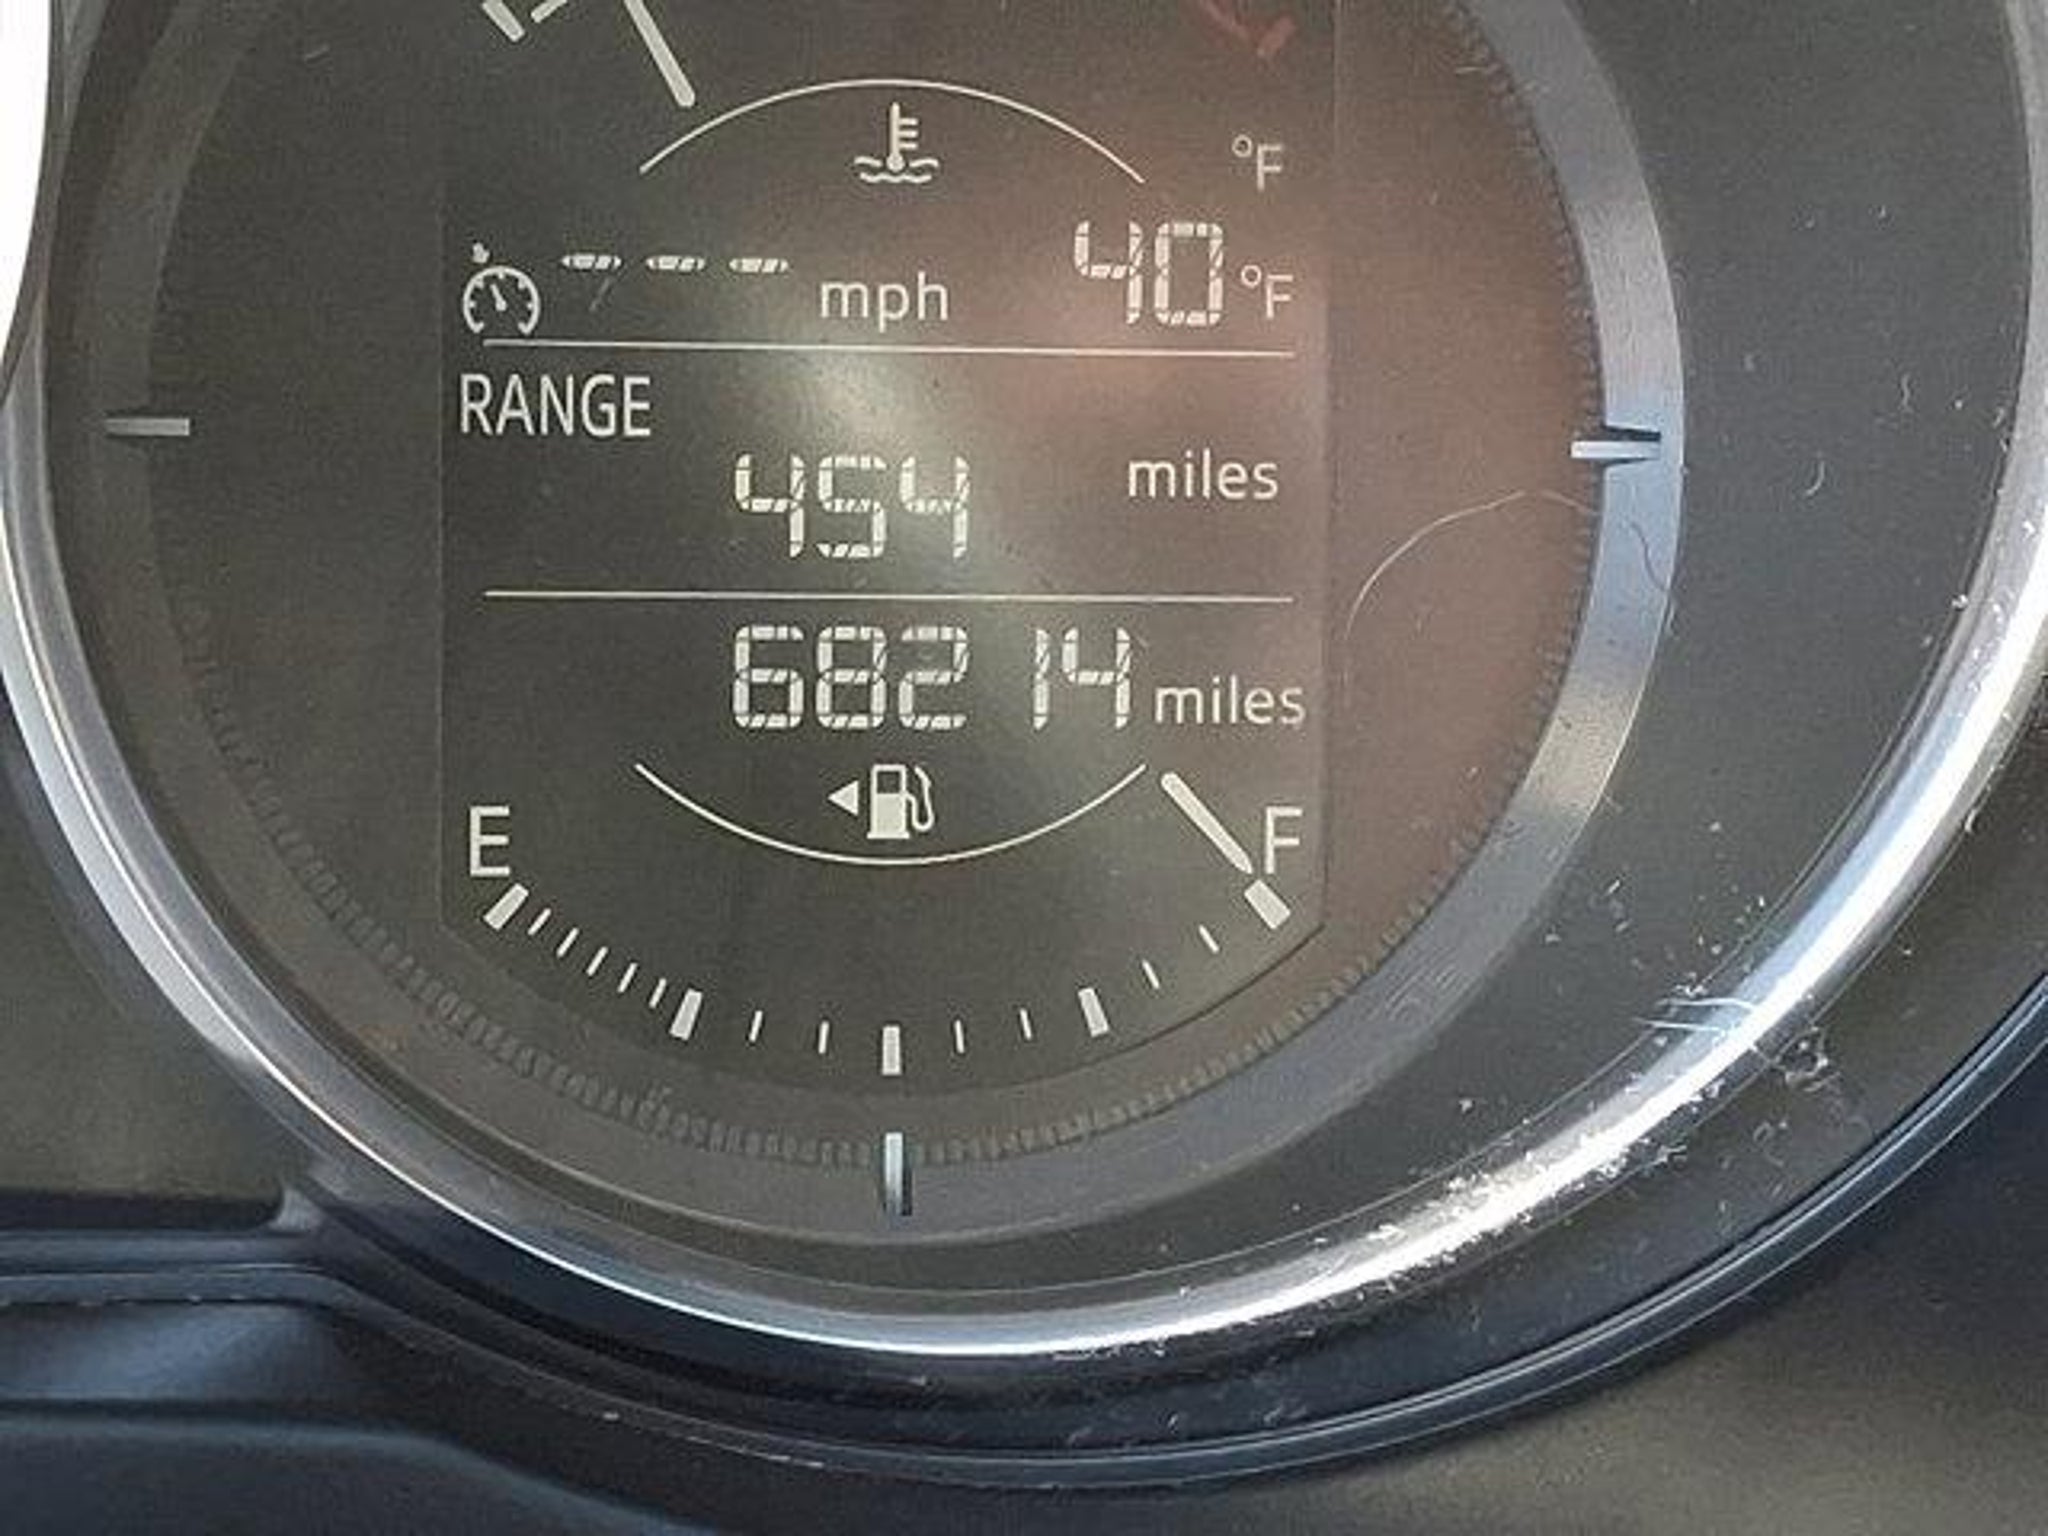 °F
--- mph 40 °F
RANGE
454 miles
68214 miles
E F